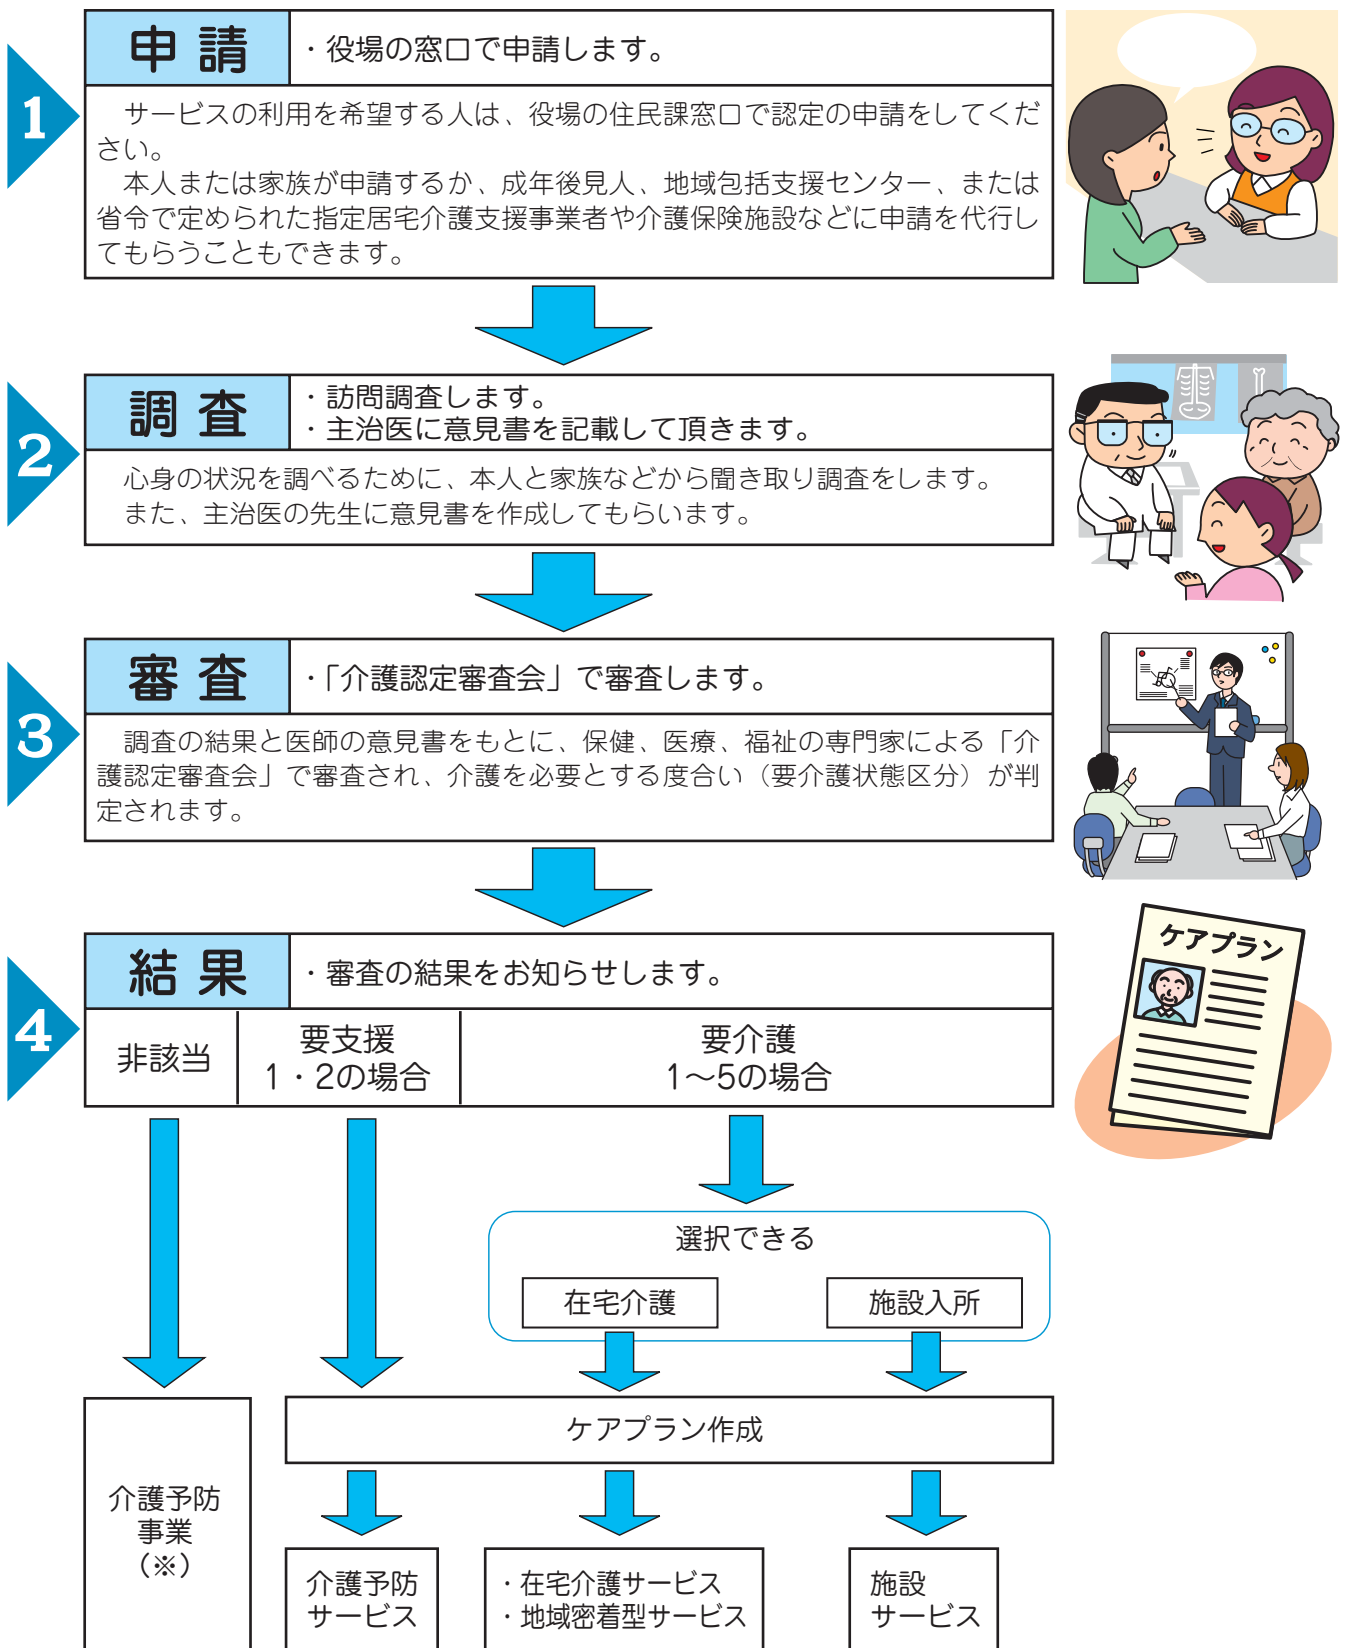 1
申請
・役場の窓口で申請します。
サービスの利用を希望する人は、役場の住民課窓口で認定の申請をしてくだ
さい。
本人または家族が申請するか、成年後見人、地域包括支援センター、または
省令で定められた指定居宅介護支援事業者や介護保険施設などに申請を代行し
てもらうこともできます。
2
調査
・訪問調査します。
・主治医に意見書を記載して頂きます。
心身の状況を調べるために、本人と家族などから聞き取り調査をします。
また、主治医の先生に意見書を作成してもらいます。
3
審査
・「介護認定審査会」で審査します。
調査の結果と医師の意見書をもとに、保健、医療、福祉の専門家による「介
護認定審査会」で審査され、介護を必要とする度合い（要介護状態区分）が判
定されます。
4
結果
・審査の結果をお知らせします。
ケアプラン
非該当
要支援
1・2の場合
要介護
1〜5の場合
選択できる
在宅介護
施設入所
ケアプラン作成
介護予防
事業
（※）
介護予防
サービス
・在宅介護サービス
・地域密着型サービス
施設
サービス